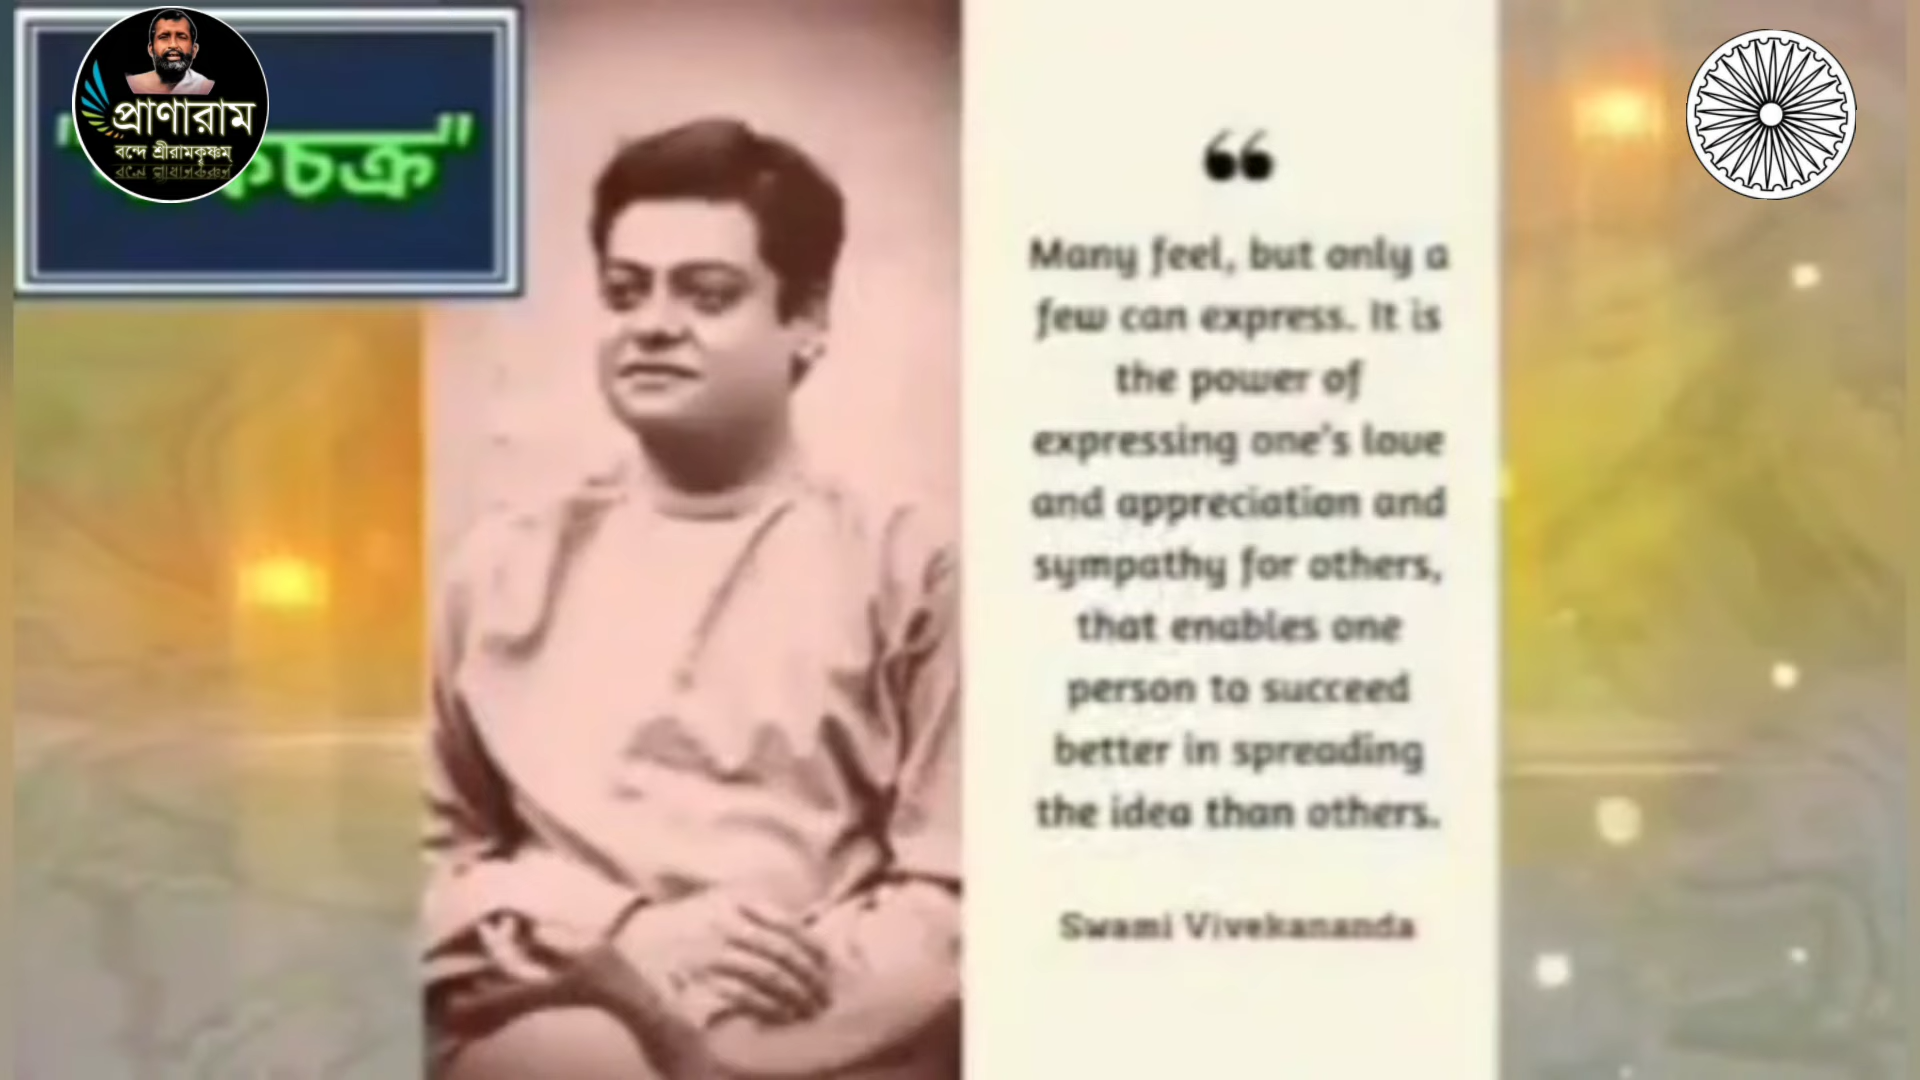 প্রাণারাম
বন্দে শ্রীরামকৃষ্ণম্
Many feel, but only a
few can express. It is
the power of
expressing one's love
and appreciation and
sympathy for others,
that enables one
person to succeed
better in spreading
the idea than others.
Swami Vivekananda